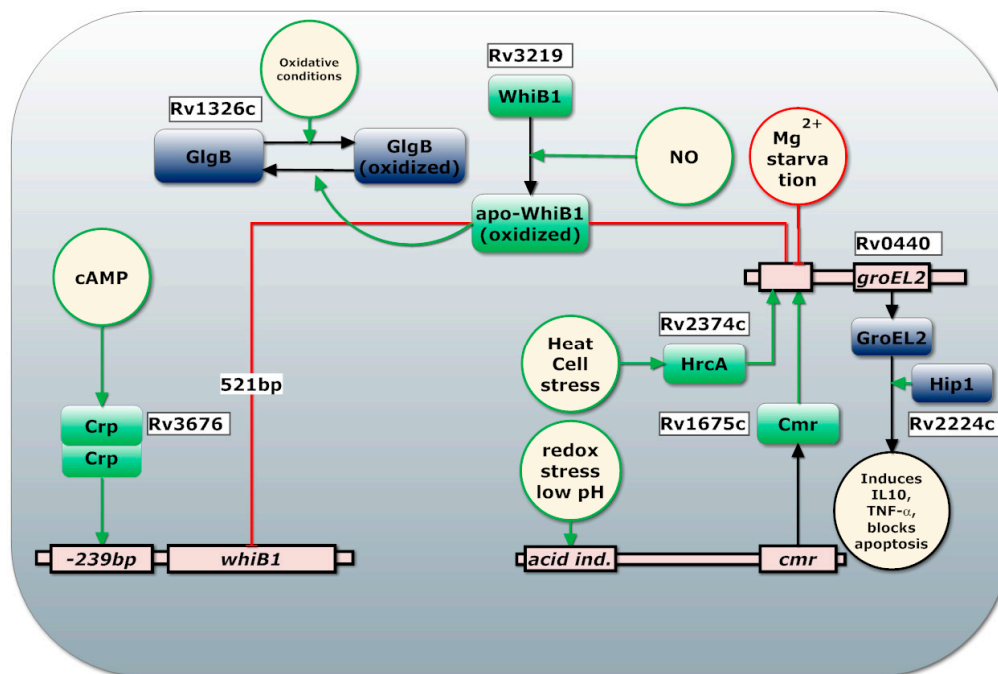 Oxidative
conditions
Rv3219
WhiB1
Rv1326c
GlgB
GlgB
(oxidized)
NO
Mg2+
starva
tion
apo-WhiB1
(oxidized)
Rv0440
groEL2
cAMP
GroEL2
Heat
Cell
stress
Rv2374c
HrcA
Hip1
521bp
Rv1675c
Cmr
Rv2224c
Crp
Rv3676
Crp
redox
stress
low pH
Induces
IL10,
TNF-α,
blocks
apoptosis
-239bp
whiB1
acid ind.
cmr